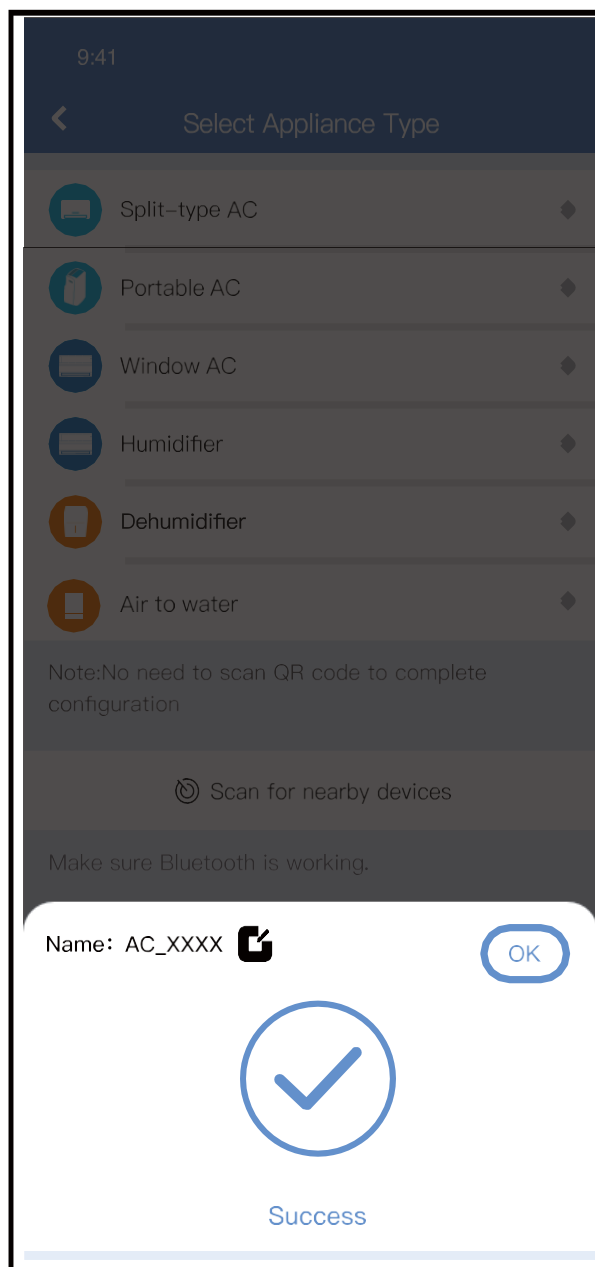 9:41
Select Appliance Type
Split-type AC
Portable AC
Window AC
Humidifier
Dehumidifier
Air to water
Note:No need to scan QR code to complete
configuration
Scan for nearby devices
Make sure Bluetooth is working.
Name: AC_XXXX
OK
Success